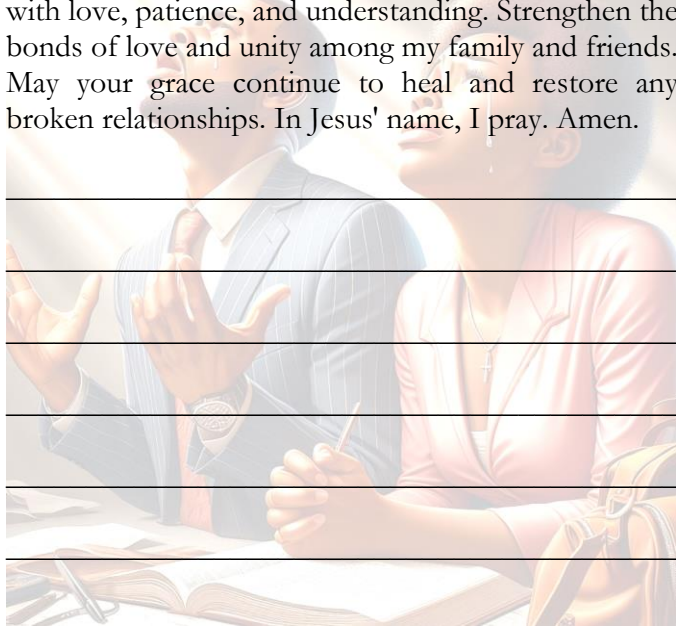 with love, patience, and understanding. Strengthen the
bonds of love and unity among my family and friends.
May your grace continue to heal and restore any
broken relationships. In Jesus' name, I pray. Amen.